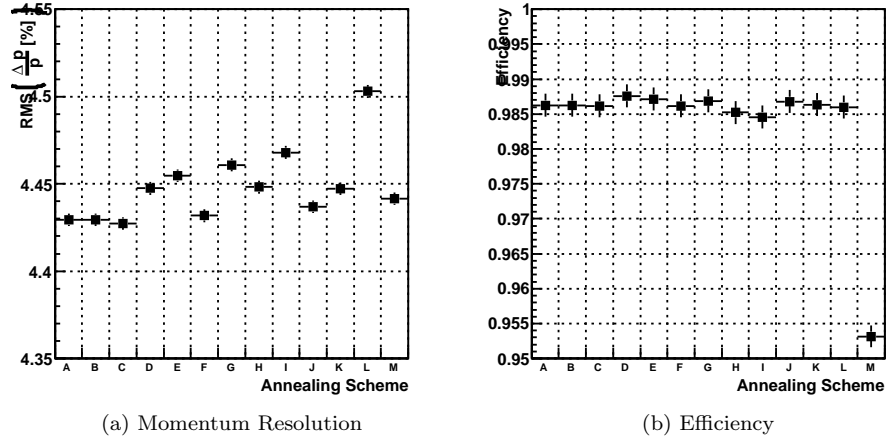 4.55
4.5
4.45
4.4
4.35
RMS ( Δp / p [%] )
A B C D E F G H I J K L M
Annealing Scheme
(a) Momentum Resolution
1
0.995
0.99
0.985
0.98
0.975
0.97
0.965
0.96
0.955
0.95
Efficiency
A B C D E F G H I J K L M
Annealing Scheme
(b) Efficiency